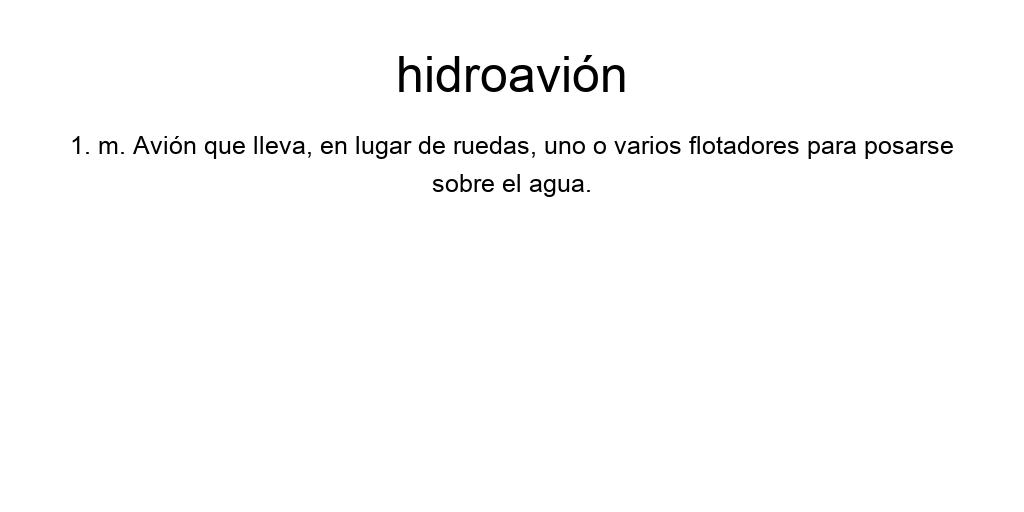 hidroavión
1. m. Avión que lleva, en lugar de ruedas, uno o varios flotadores para posarse
sobre el agua.